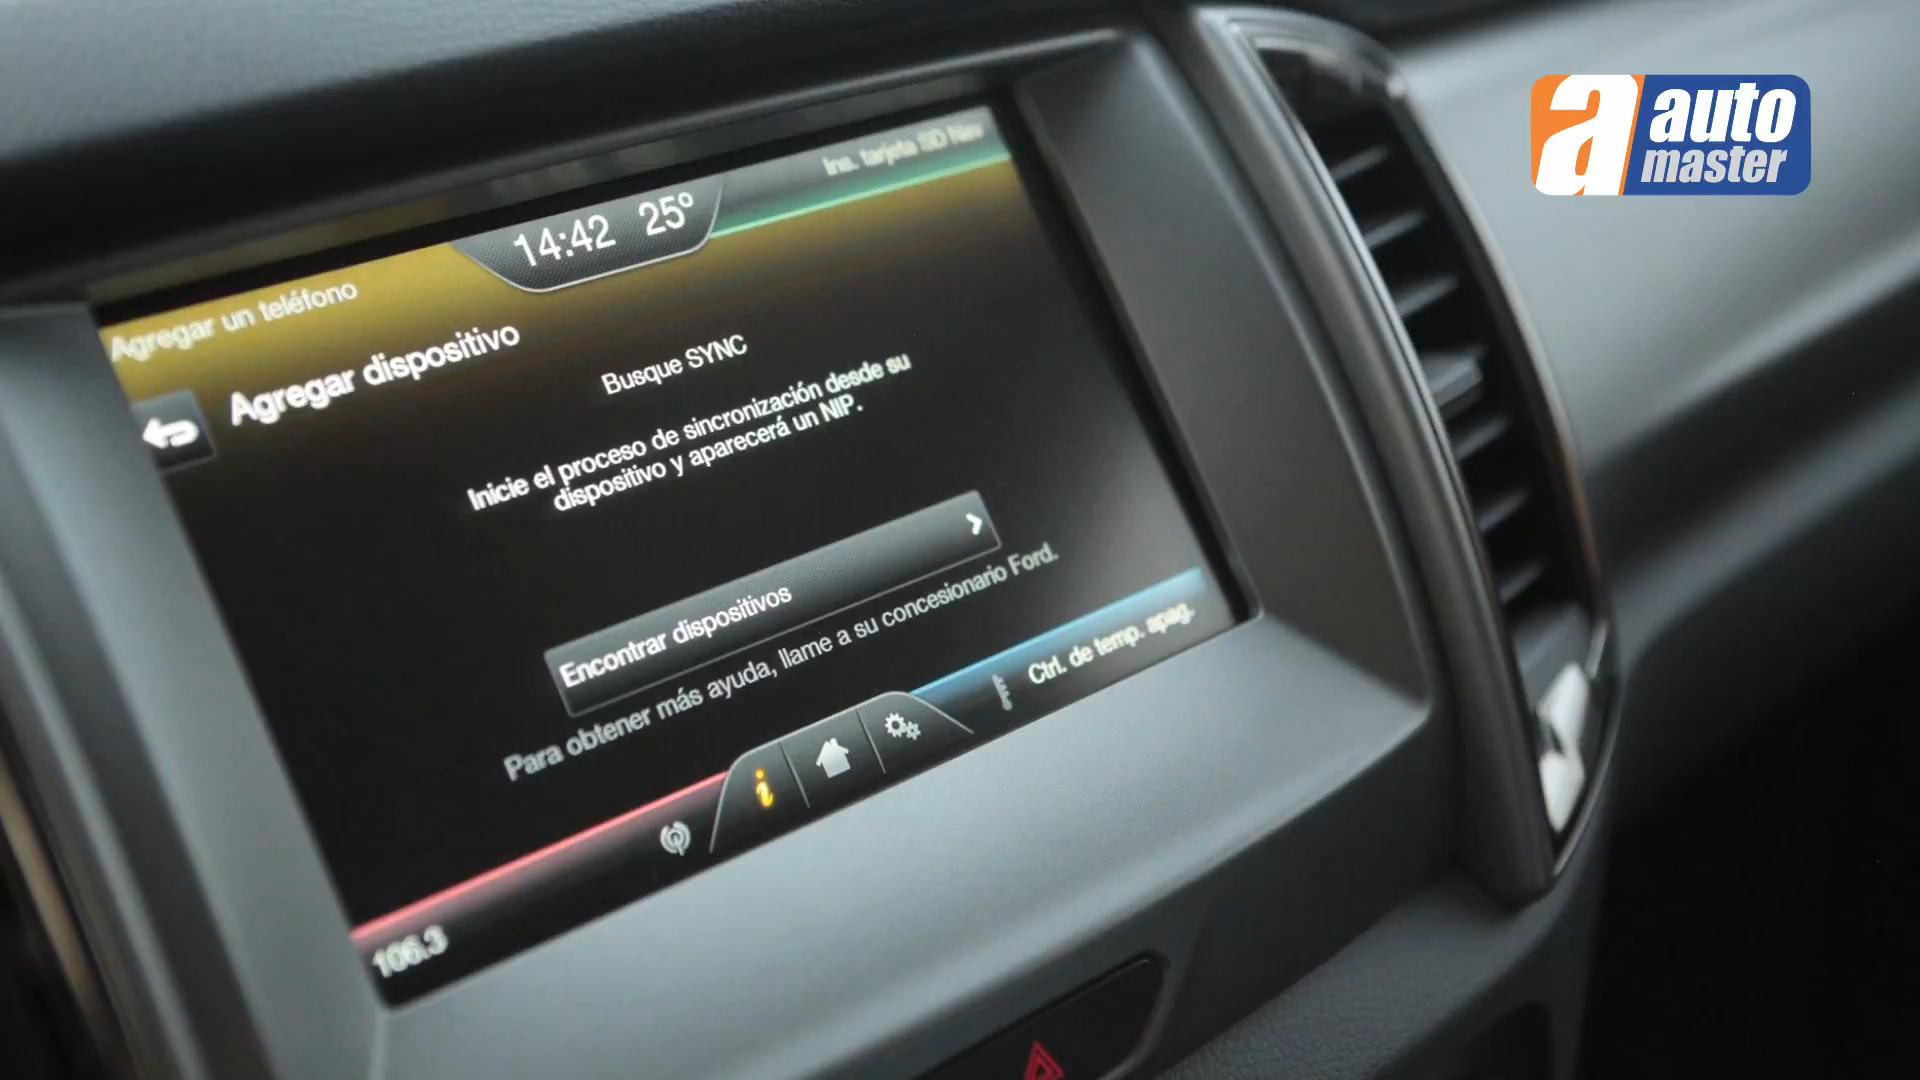 auto
master
Ins. tarjeta SD Nav
14:42 25°
Agregar un teléfono
Agregar dispositivo
Busque SYNC
Inicie el proceso de sincronización desde su
dispositivo y aparecerá un NIP.
Encontrar dispositivos
Para obtener más ayuda, llame a su concesionario Ford.
Ctrl. de temp. apag.
106.3